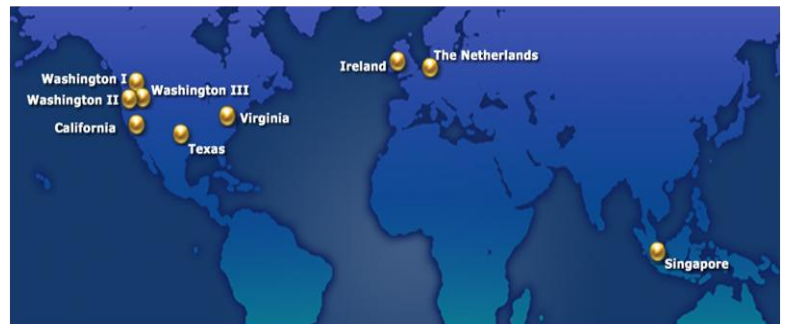 The Netherlands
Ireland
Washington I
Washington III
Washington II
Virginia
California
Texas
Singapore